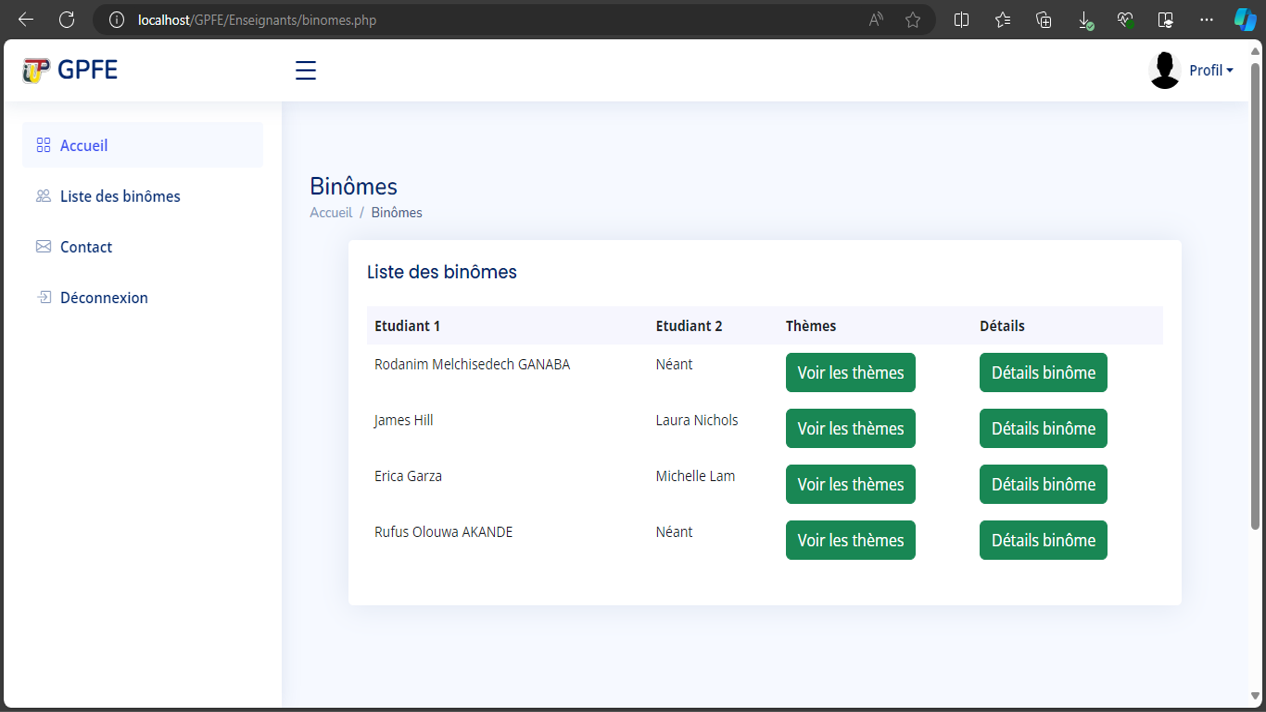 localhost/GPFE/Enseignants/binomes.php
GPFE
Profil
Accueil
Liste des binômes
Contact
Déconnexion
Binômes
Accueil / Binômes
Liste des binômes
Etudiant 1 Etudiant 2 Thèmes Détails
Rodanim Melchisedech GANABA Néant Voir les thèmes Détails binôme
James Hill Laura Nichols Voir les thèmes Détails binôme
Erica Garza Michelle Lam Voir les thèmes Détails binôme
Rufus Olouwa AKANDE Néant Voir les thèmes Détails binôme